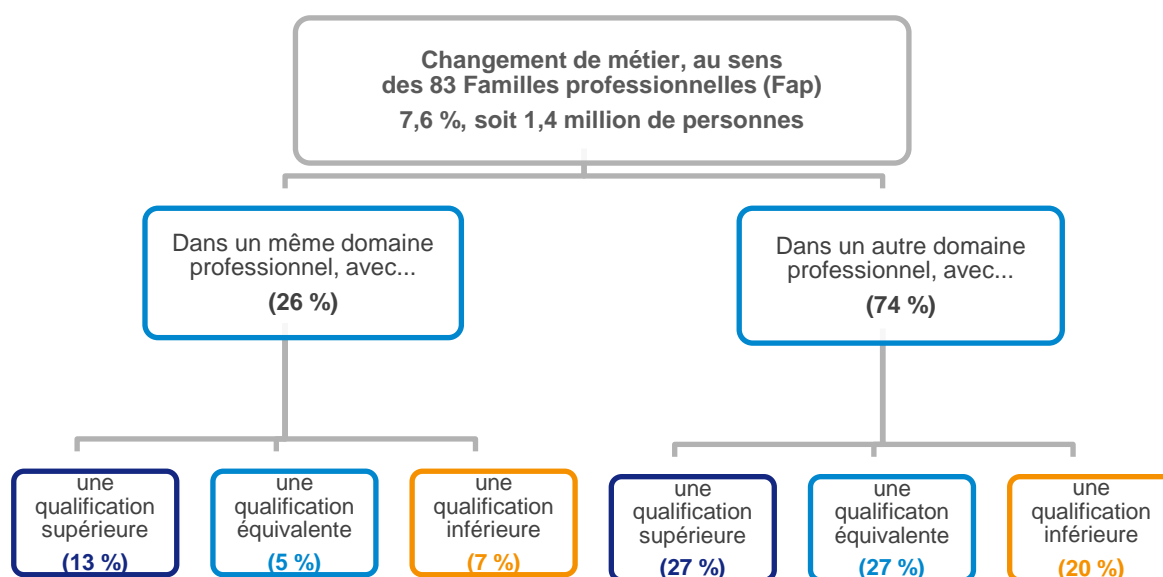 Changement de métier, au sens
des 83 Familles professionnelles (Fap)
7,6 %, soit 1,4 million de personnes
Dans un même domaine
professionnel, avec...
(26 %)
Dans un autre domaine
professionnel, avec...
(74 %)
une
qualification
supérieure
(13 %)
une
qualification
équivalente
(5 %)
une
qualification
inférieure
(7 %)
une
qualification
supérieure
(27 %)
une
qualificaton
équivalente
(27 %)
une
qualification
inférieure
(20 %)